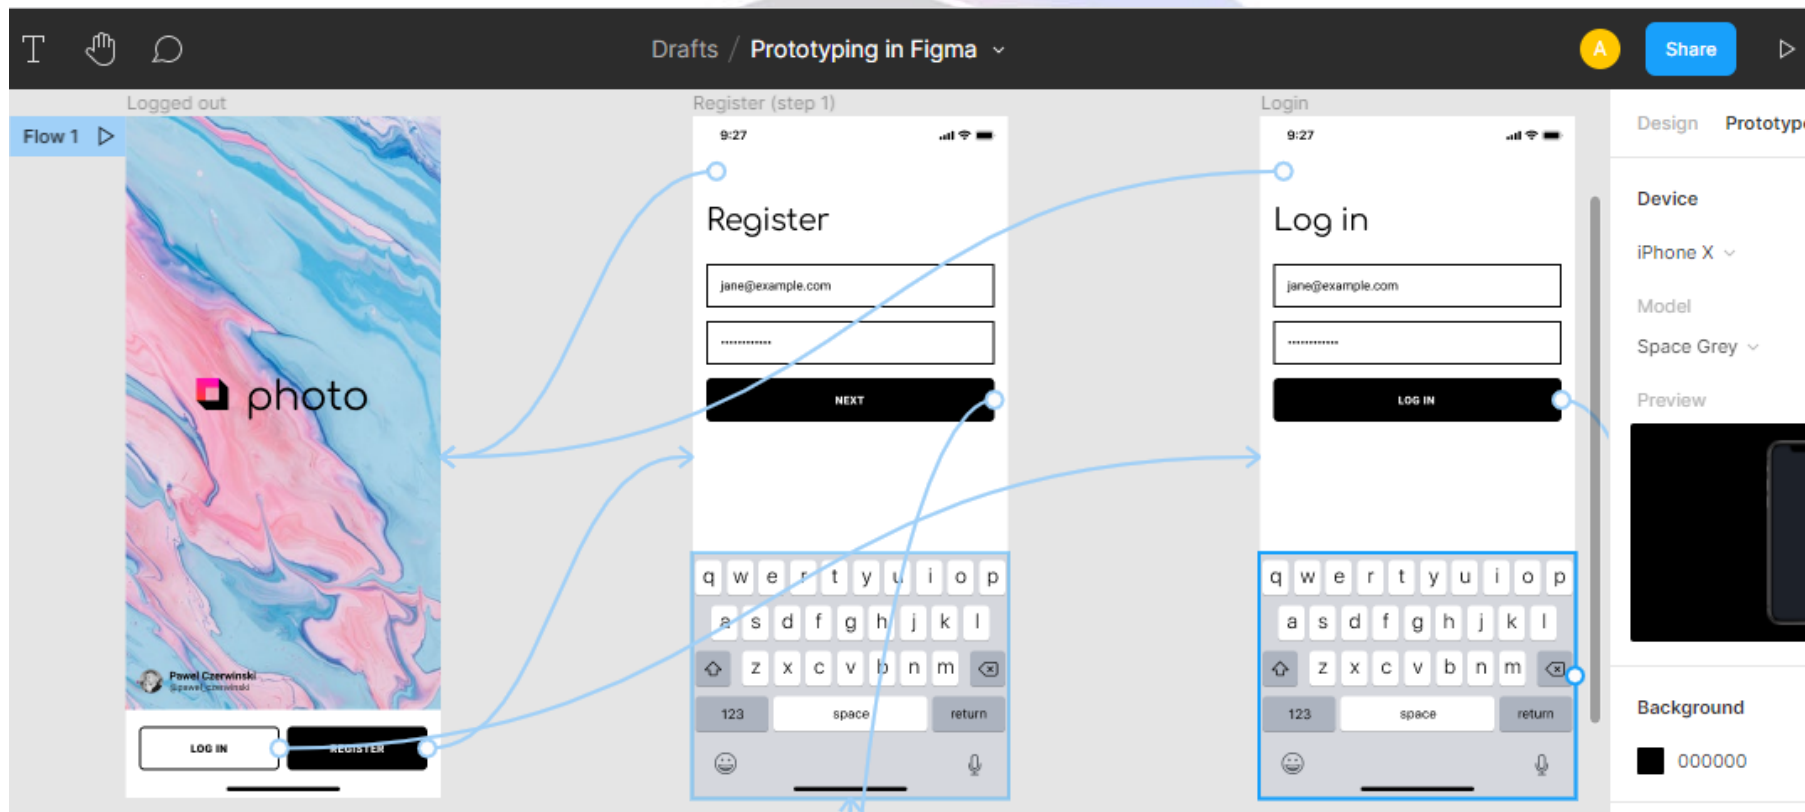 Drafts / Prototyping in Figma
A
Share
Logged out
Flow 1
photo
Pawel Czerwinski
@pawel_czerwinski
LOG IN
REGISTER
Register (step 1)
9:27
Register
jane@example.com
NEXT
q w e r t y u i o p
a s d f g h j k l
z x c v b n m
123 space return
Login
9:27
Log in
jane@example.com
LOG IN
q w e r t y u i o p
a s d f g h j k l
z x c v b n m
123 space return
Design Prototype
Device
iPhone X
Model
Space Grey
Preview
Background
000000